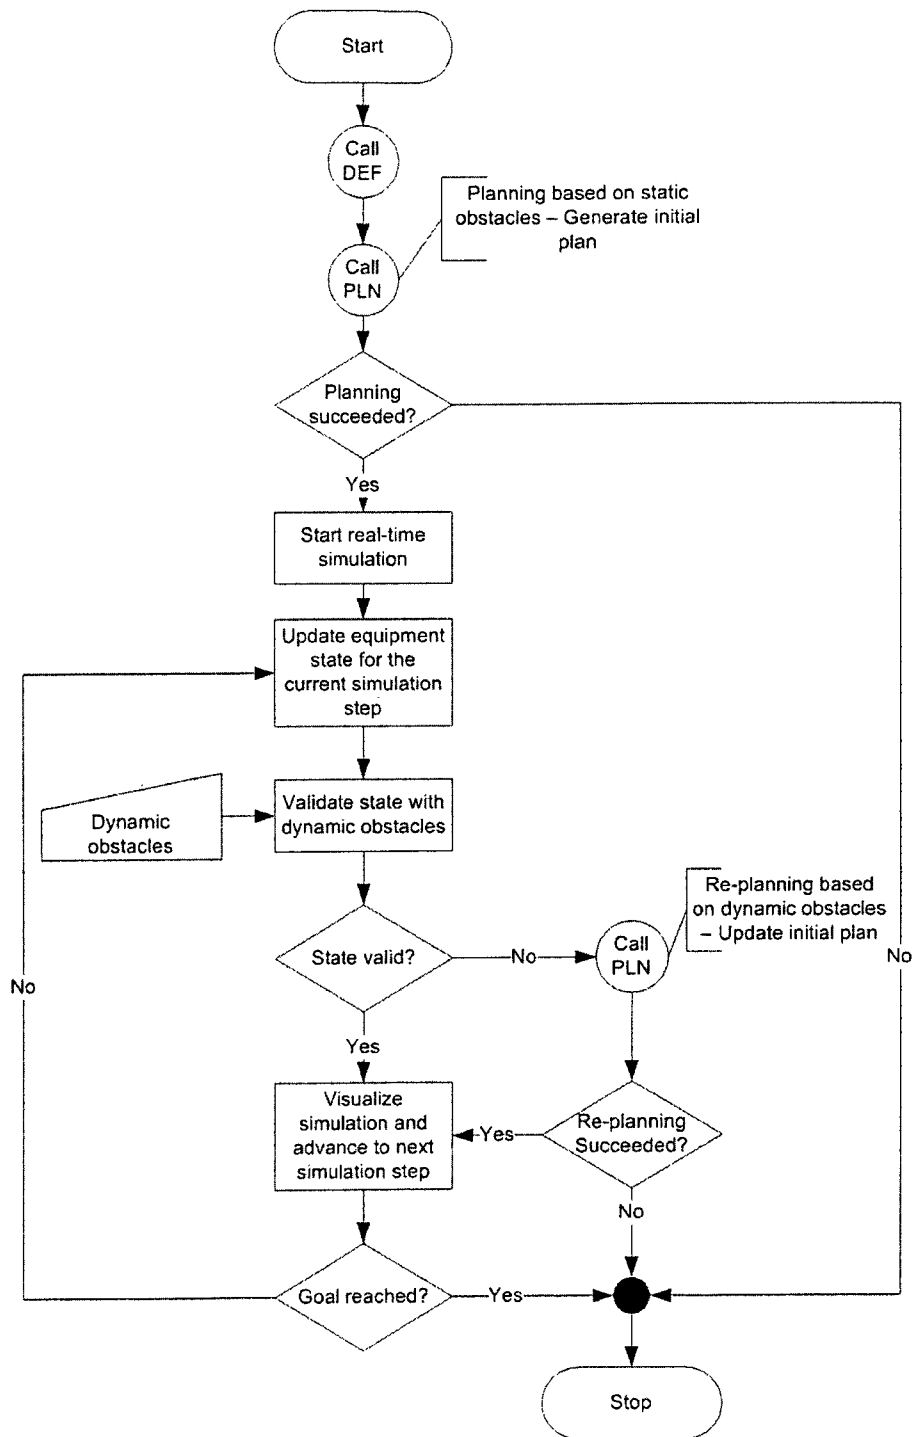 Start
Call
DEF
Planning based on static
obstacles – Generate initial
plan
Call
PLN
Planning
succeeded?
Yes
Start real-time
simulation
Update equipment
state for the
current simulation
step
Validate state with
dynamic obstacles
Dynamic
obstacles
Re-planning based
on dynamic obstacles
– Update initial plan
State valid?
No
Call
PLN
No
No
Yes
Visualize
simulation and
advance to next
simulation step
Yes
Re-planning
Succeeded?
No
Goal reached?
Yes
Stop